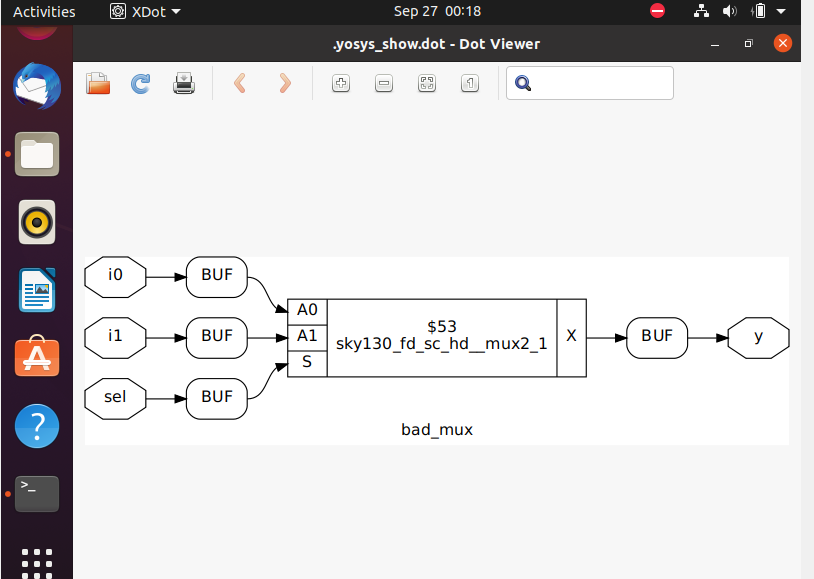 Activities
XDot
Sep 27 00:18
.yosys_show.dot - Dot Viewer
1
i0
BUF
i1
BUF
sel
BUF
A0
A1
S
$53
sky130_fd_sc_hd__mux2_1
X
BUF
y
bad_mux
?
>_